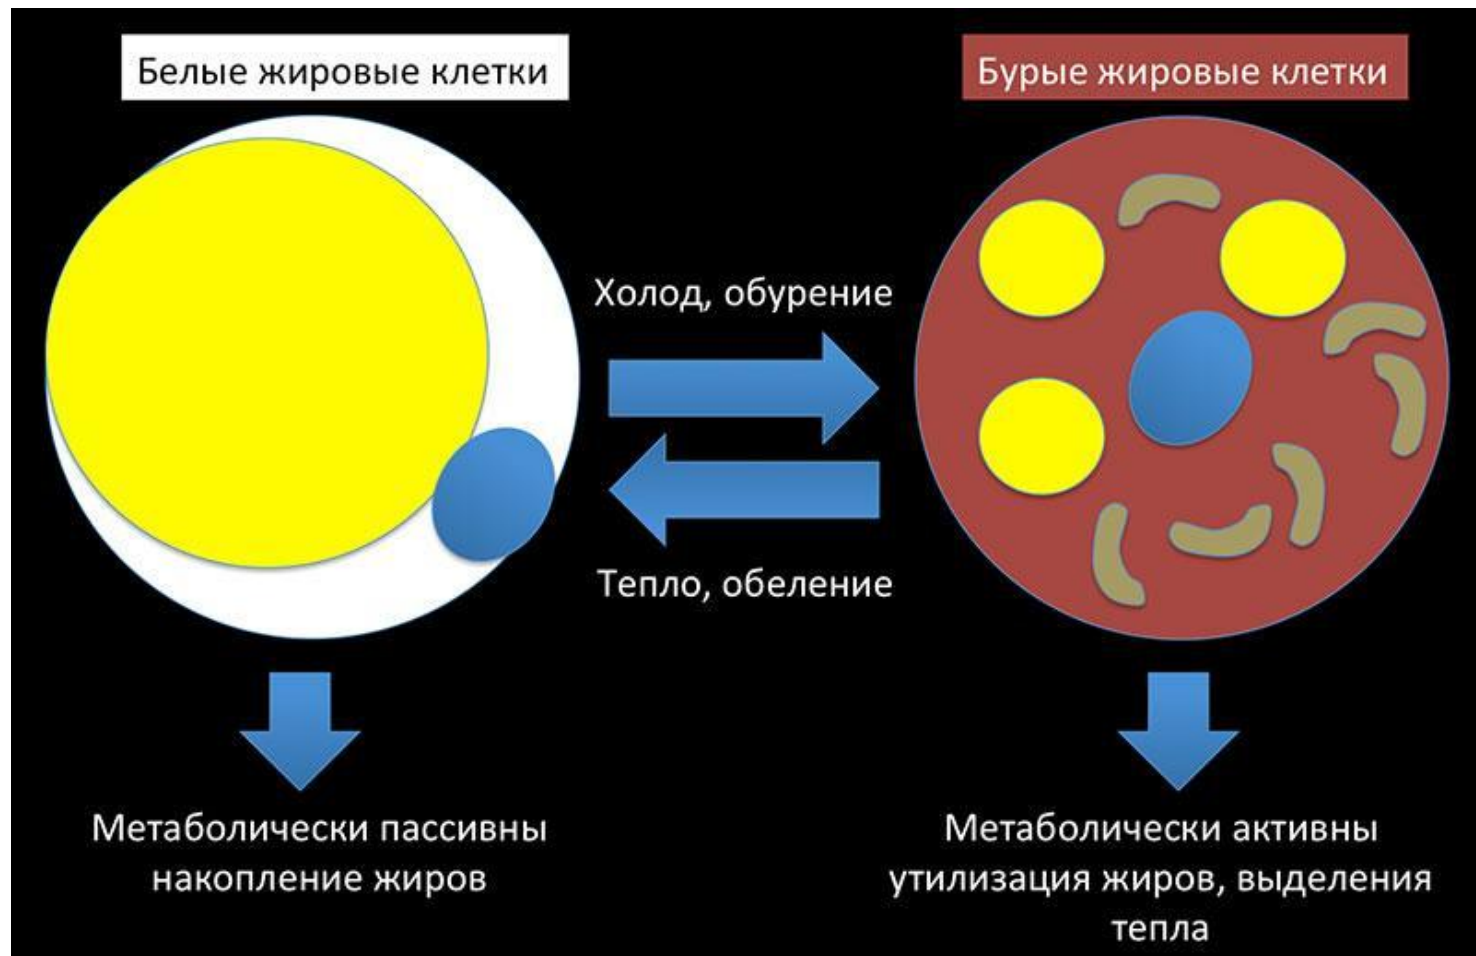 Белые жировые клетки
Бурые жировые клетки
Холод, обурение
Тепло, обеление
Метаболически пассивны
накопление жиров
Метаболически активны
утилизация жиров, выделения
тепла